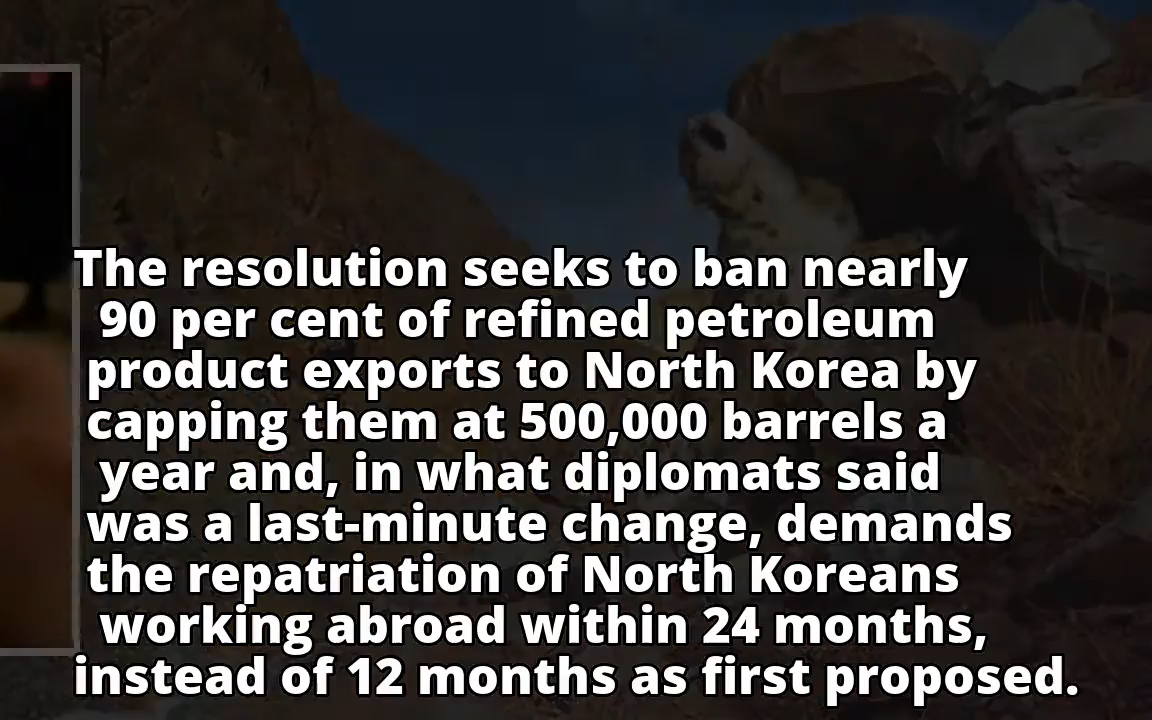 The resolution seeks to ban nearly
90 per cent of refined petroleum
product exports to North Korea by
capping them at 500,000 barrels a
year and, in what diplomats said
was a last-minute change, demands
the repatriation of North Koreans
working abroad within 24 months,
instead of 12 months as first proposed.